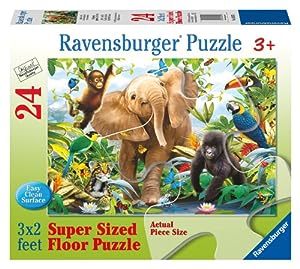 Ravensburger Puzzle 3+
24
Easy
Clean
Surface
3x2
feet
Super Sized
Floor Puzzle
Actual
Piece Size
Ravensburger